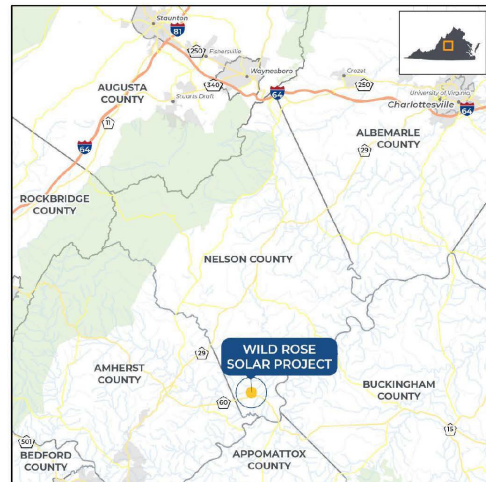 Staunton
81
250
Fishersville
Waynesboro
Crozet
University of Virginia
AUGUSTA
COUNTY
340
Stuarts Draft
64
250
Charlottesville
64
11
64
ALBEMARLE
COUNTY
29
ROCKBRIDGE
COUNTY
NELSON COUNTY
29
WILD ROSE
SOLAR PROJECT
AMHERST
COUNTY
60
BUCKINGHAM
COUNTY
501
BEDFORD
COUNTY
APPOMATTOX
COUNTY
15